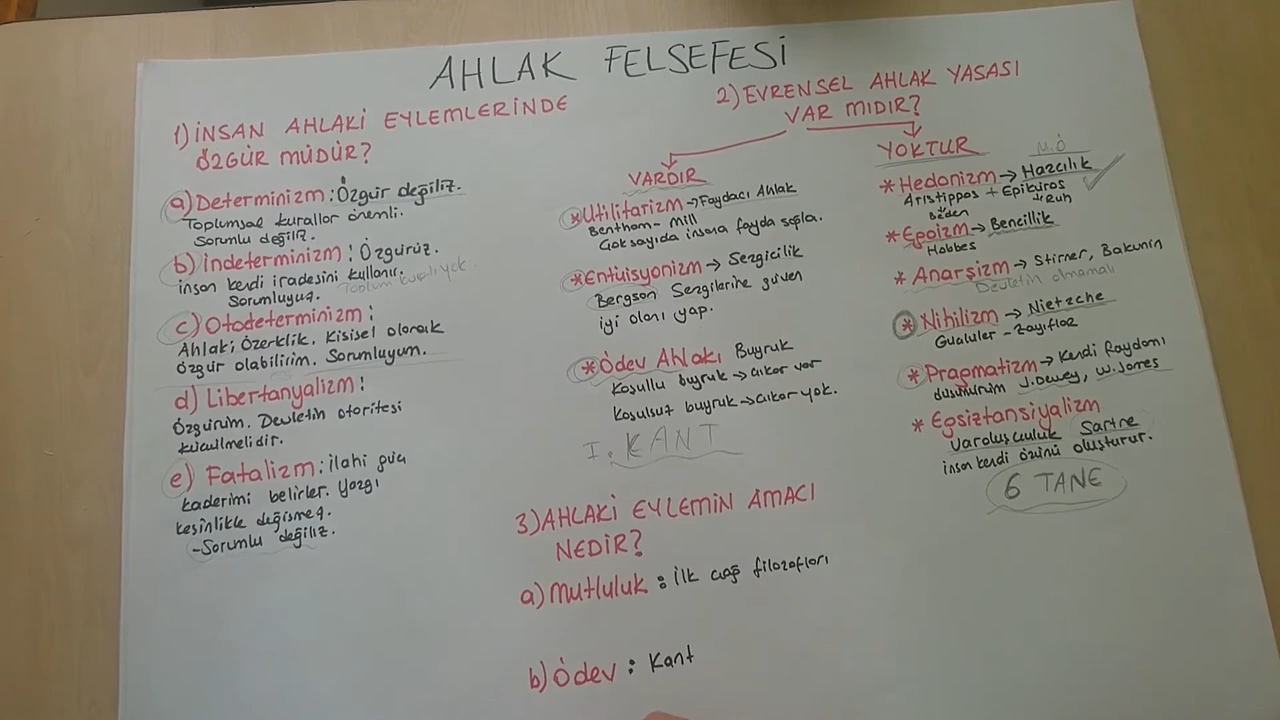 AHLAK FELSEFESİ
1) İNSAN AHLAKİ EYLEMLERİNDE
ÖZGÜR MÜDÜR?
a) Determinizm: Özgür değiliz.
Toplumsal kurallar önemli.
Sorumlu değiliz.
b) İndeterminizm: Özgürüz.
insan kendi iradesini kullanır.
Sorumluyuz.
c) Otodeterminizm:
Ahlaki Özerklik. Kişisel olarak
özgür olabilirim. Sorumluyum.
d) Libertanyalizm:
Özgürüm. Devletin otoritesi
küçülmelidir.
e) Fatalizm: ilahi güç
kaderimi belirler. Yazgı
kesinlikle değişmez.
-Sorumlu değiliz.
2) EVRENSEL AHLAK YASASI
VAR MIDIR?
VARDIR
*Utilitarizm→Faydacı Ahlak
Bentham- Mill
Çok sayıda insana fayda sağla.
*Entüisyonizm → Sezgicilik
Bergson Sezgilerine güven
iyi olanı yap.
*Ödev Ahlakı Buyruk
Koşullu buyruk → çıkar var
Koşulsuz buyruk → çıkar yok.
I. KANT
YOKTUR
M.Ö
*Hedonizm → Hazcılık
Aristippos + Epikuros
Beden Ruh
*Egoizm → Bencillik
Hobbes
*Anarşizm → Stirner, Bakunin
Devletin olmamalı
*Nihilizm → Nietzche
Güçlüler - Zayıflar
*Pragmatizm → Kendi faydamı
düşünürüm J.Dewey, W.James
*Egsiztansiyalizm
Varoluşçuluk Sartre
insan kendi özünü oluşturur.
6 TANE
3) AHLAKİ EYLEMİN AMACI
NEDİR?
a) Mutluluk : İlk çağ filozofları
b) Ödev : Kant